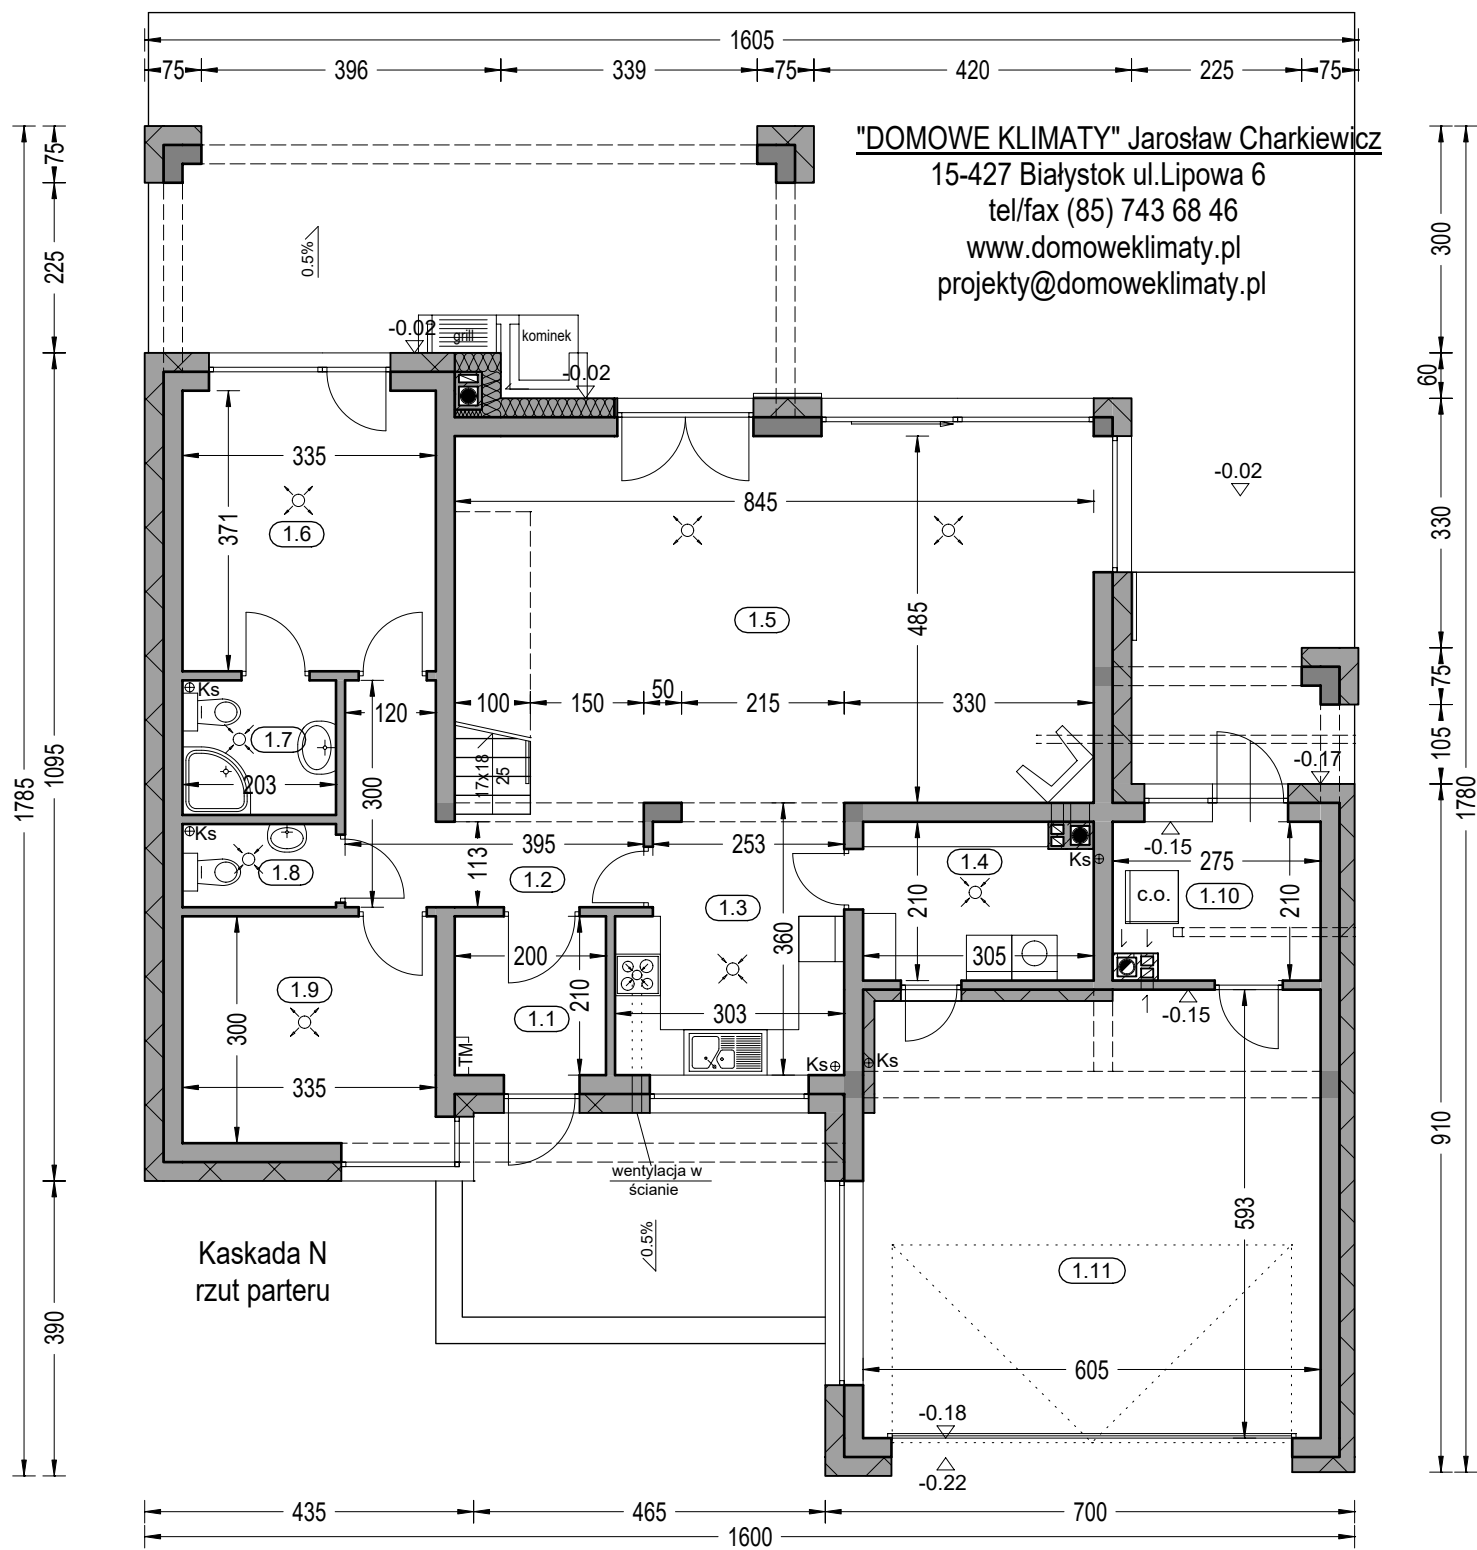 1605
75 396 339 75 420 225 75
"DOMOWE KLIMATY" Jarosław Charkiewicz
15-427 Białystok ul.Lipowa 6
tel/fax (85) 743 68 46
www.domoweklimaty.pl
projekty@domoweklimaty.pl
75
225
1095
1785
390
300
60
330
75
105
910
1780
0.5%
-0.02
grill
kominek
-0.02
-0.02
335
371
1.6
845
1.5
485
100 150 50 215 330
Ks
1.7
203
120
300
17x18
25
-0.17
Ks
1.8
395
113
1.2
253
1.3
360
1.4
Ks
210
305
-0.15
275
c.o.
1.10
210
-0.15
1.9
300
335
200
210
1.1
TM
303
Ks
Ks
wentylacja w
ścianie
0.5%
593
1.11
605
-0.18
-0.22
Kaskada N
rzut parteru
435 465 700
1600